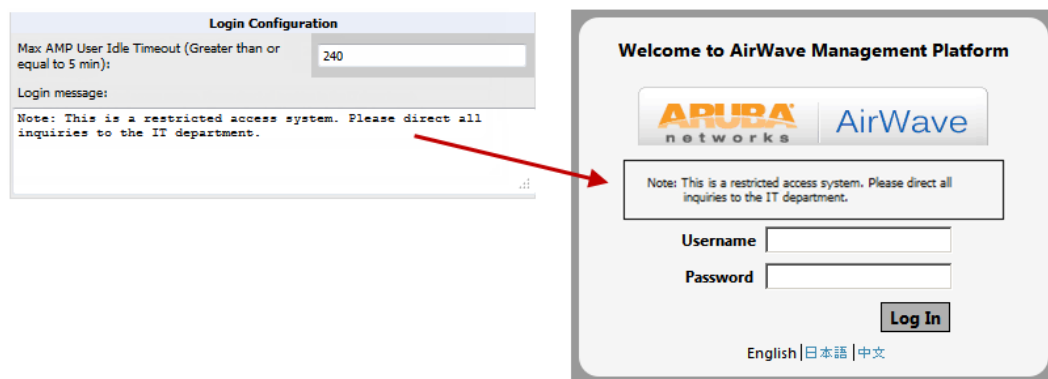 Login Configuration
Max AMP User Idle Timeout (Greater than or
equal to 5 min):
240
Login message:
Note: This is a restricted access system. Please direct all
inquiries to the IT department.
Welcome to AirWave Management Platform
ARUBA
networks
AirWave
Note: This is a restricted access system. Please direct all
inquiries to the IT department.
Username
Password
Log In
English|日本語|中文